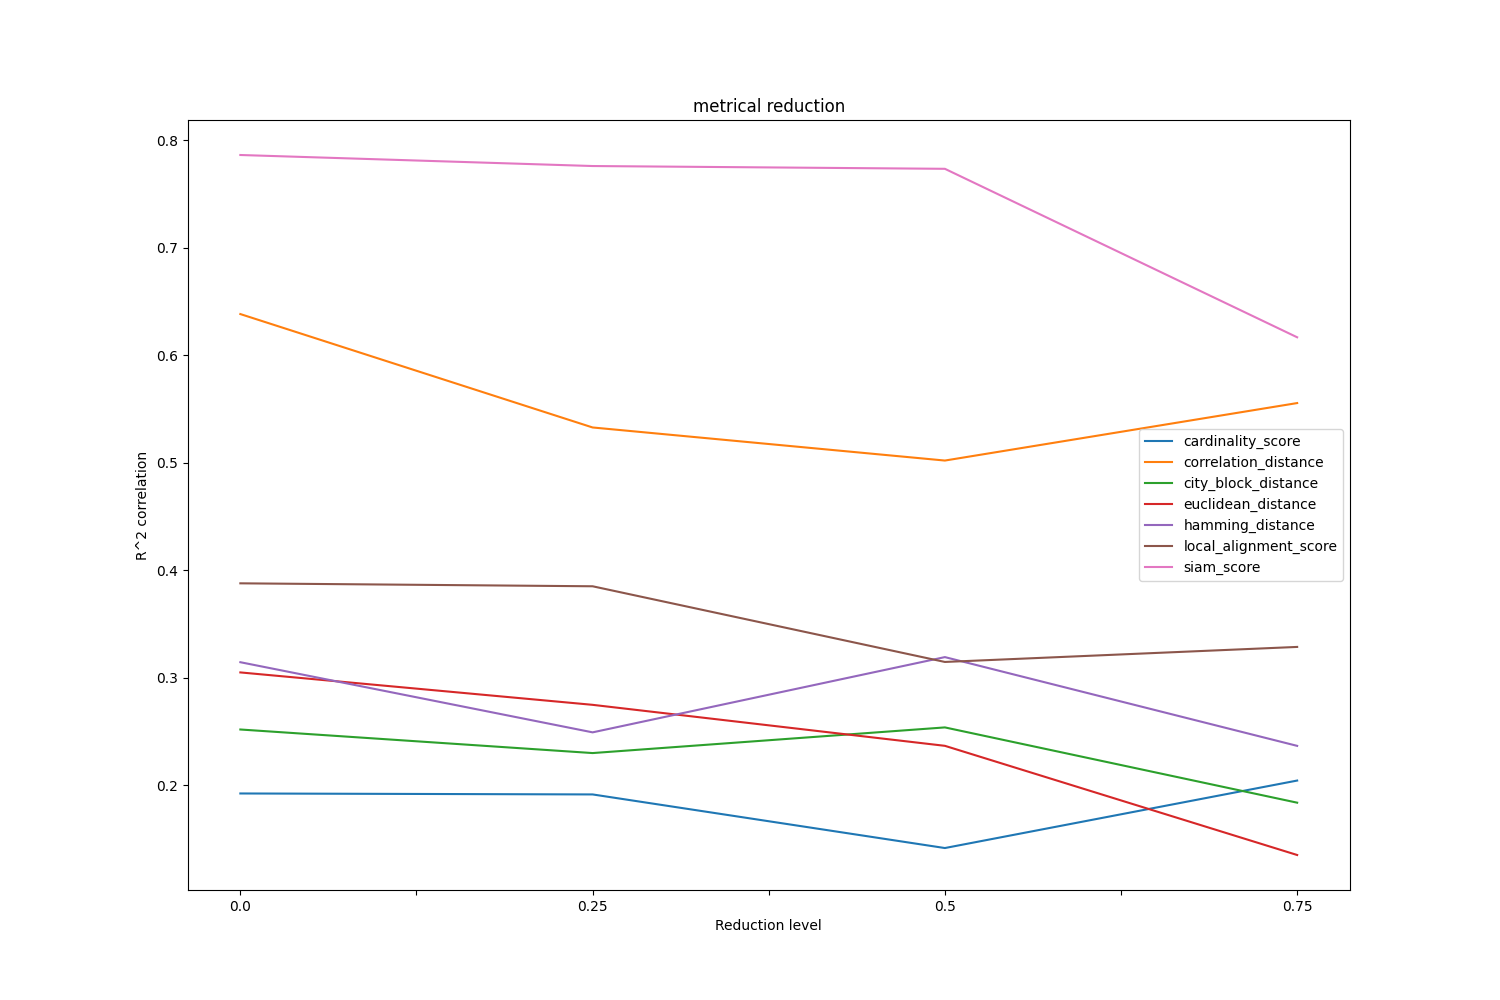 metrical reduction
0.8
0.7
0.6
0.5
0.4
0.3
0.2
R^2 correlation
cardinality_score
correlation_distance
city_block_distance
euclidean_distance
hamming_distance
local_alignment_score
siam_score
0.0 0.25 0.5 0.75
Reduction level